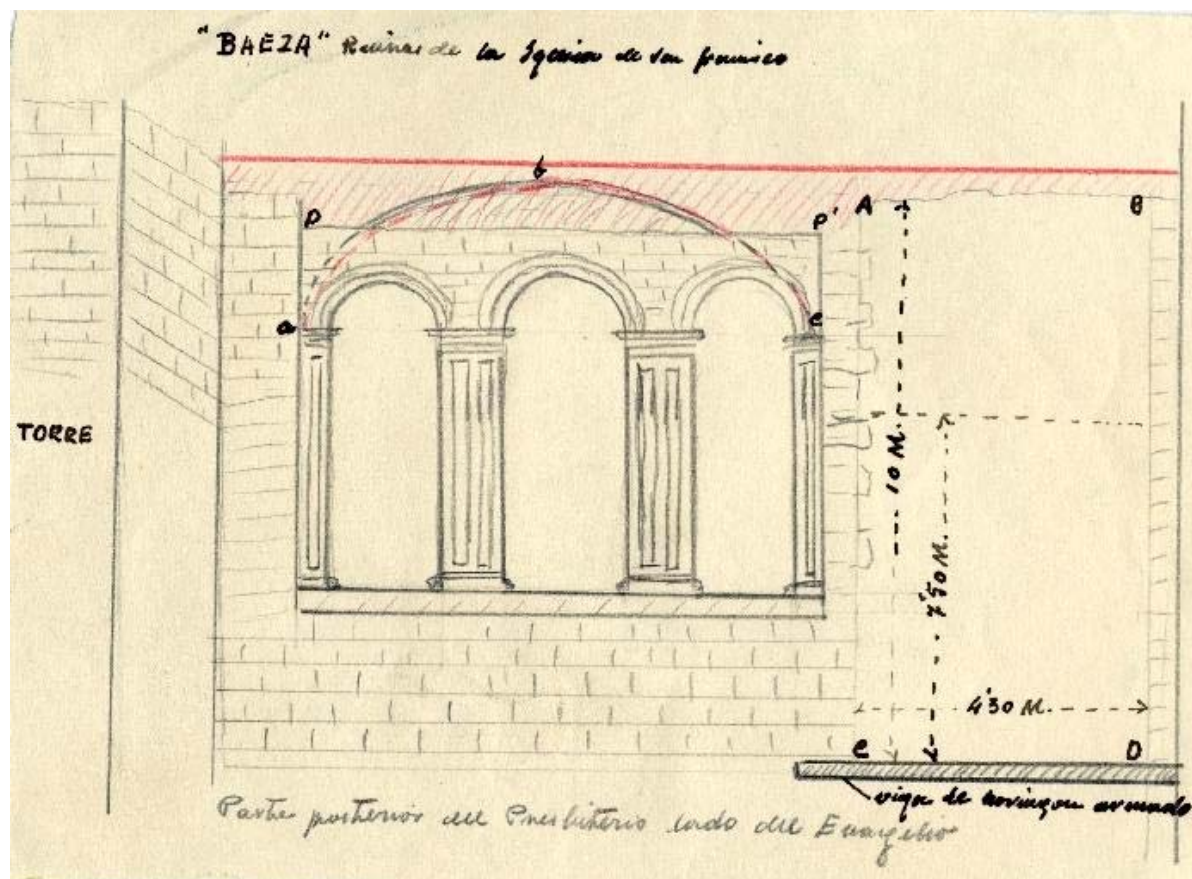 "BAEZA" Ruinas de la Iglesia de san francisco
b
P
P'
A
B
a
c
TORRE
10 M.
7'50 M.
4'30 M.
C
D
viga de hormigon armado
Parte posterior del Presbiterio lado del Evangelio